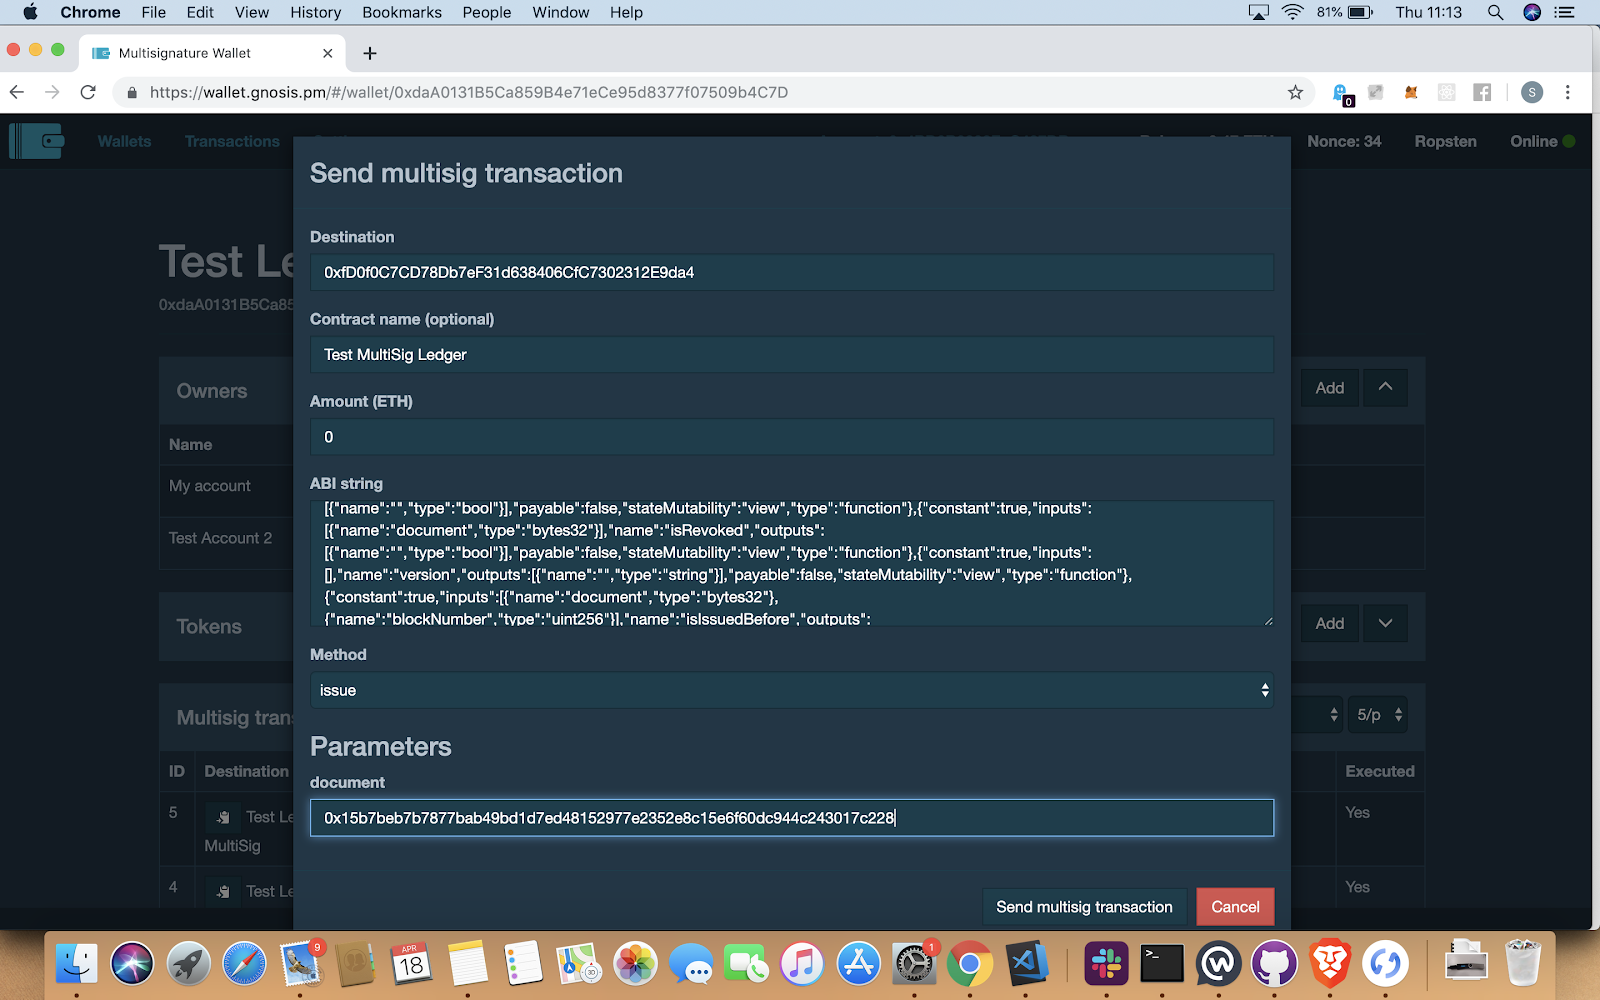 Chrome File Edit View History Bookmarks People Window Help 81% Thu 11:13
Multisignature Wallet
https://wallet.gnosis.pm/#/wallet/0xdaA0131B5Ca859B4e71eCe95d8377f07509b4C7D
0
S
Wallets Transactions Nonce: 34 Ropsten Online
Send multisig transaction
Destination
0xfD0f0C7CD78Db7eF31d638406CfC7302312E9da4
Test Le
0xdaA0131B5Ca85
Contract name (optional)
Test MultiSig Ledger
Owners
Add
Amount (ETH)
0
Name
My account
Test Account 2
ABI string
[{"name":"","type":"bool"}],"payable":false,"stateMutability":"view","type":"function"},{"constant":true,"inputs":
[{"name":"document","type":"bytes32"}],"name":"isRevoked","outputs":
[{"name":"","type":"bool"}],"payable":false,"stateMutability":"view","type":"function"},{"constant":true,"inputs":
[],"name":"version","outputs":[{"name":"","type":"string"}],"payable":false,"stateMutability":"view","type":"function"},
{"constant":true,"inputs":[{"name":"document","type":"bytes32"},
{"name":"blockNumber","type":"uint256"}],"name":"isIssuedBefore","outputs":
Tokens
Add
Method
issue
Multisig tran
5/p
Parameters
document
0x15b7beb7b7877bab49bd1d7ed48152977e2352e8c15e6f60dc944c243017c228
ID Destination Executed
5 Test Le Yes
MultiSig
4 Test Le Yes
Send multisig transaction
Cancel
9
APR
18
1